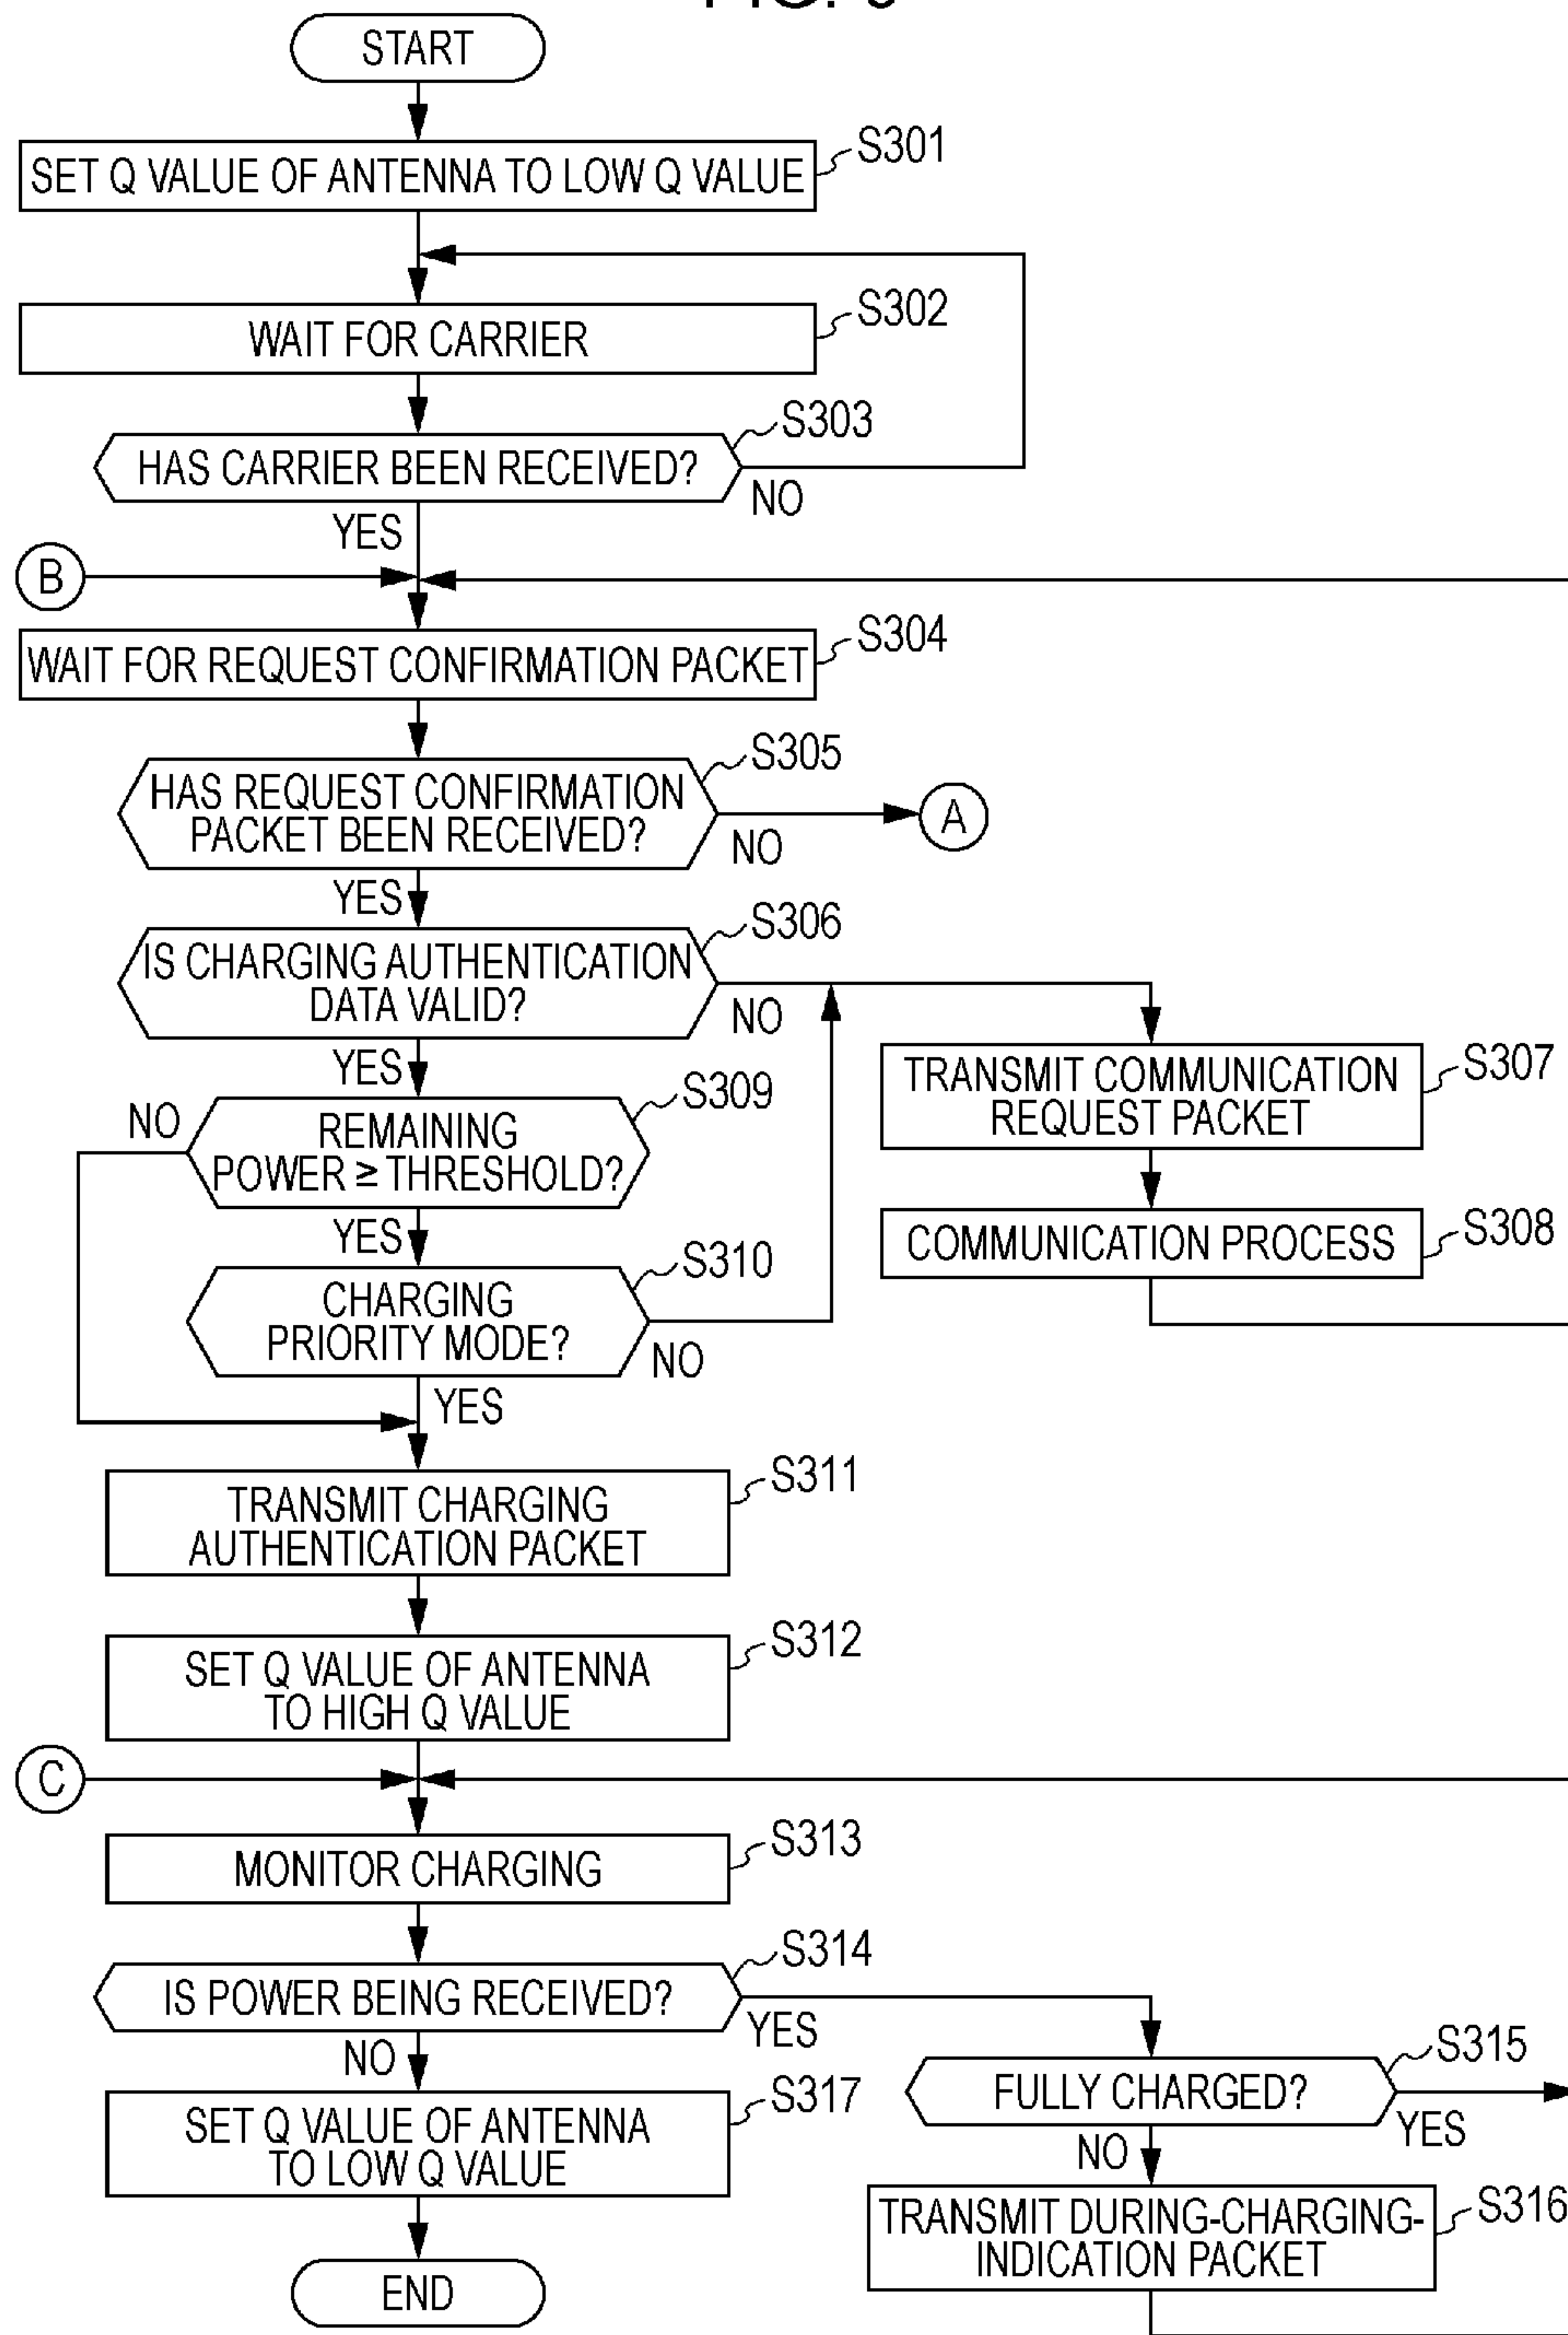 START
SET Q VALUE OF ANTENNA TO LOW Q VALUE
S301
WAIT FOR CARRIER
S302
HAS CARRIER BEEN RECEIVED?
S303
NO
YES
B
WAIT FOR REQUEST CONFIRMATION PACKET
S304
HAS REQUEST CONFIRMATION
PACKET BEEN RECEIVED?
S305
NO
A
YES
IS CHARGING AUTHENTICATION
DATA VALID?
S306
NO
YES
TRANSMIT COMMUNICATION
REQUEST PACKET
S307
COMMUNICATION PROCESS
S308
REMAINING
POWER ≥ THRESHOLD?
S309
NO
YES
CHARGING
PRIORITY MODE?
S310
NO
YES
TRANSMIT CHARGING
AUTHENTICATION PACKET
S311
SET Q VALUE OF ANTENNA
TO HIGH Q VALUE
S312
C
MONITOR CHARGING
S313
IS POWER BEING RECEIVED?
S314
YES
NO
FULLY CHARGED?
S315
YES
NO
TRANSMIT DURING-CHARGING-
INDICATION PACKET
S316
SET Q VALUE OF ANTENNA
TO LOW Q VALUE
S317
END